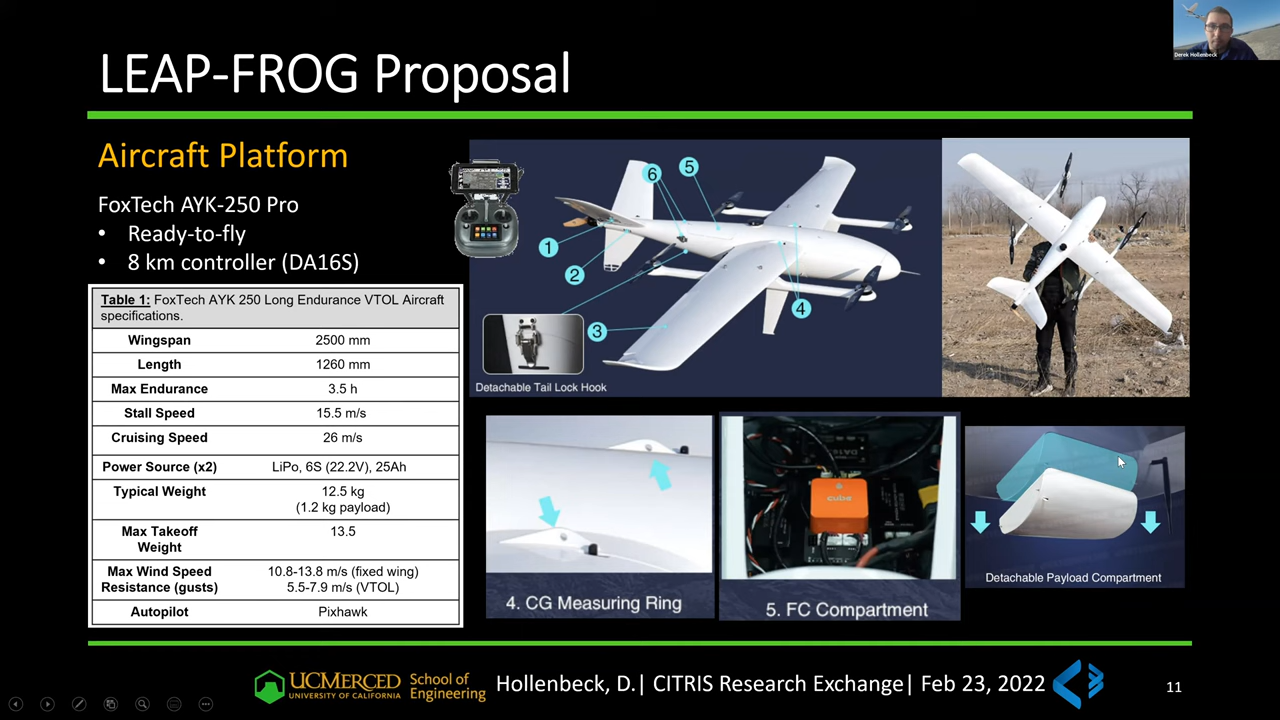 Derek Hollenbeck
LEAP-FROG Proposal
Aircraft Platform
FoxTech AYK-250 Pro
• Ready-to-fly
• 8 km controller (DA16S)
Table 1: FoxTech AYK 250 Long Endurance VTOL Aircraft
specifications.
Wingspan 2500 mm
Length 1260 mm
Max Endurance 3.5 h
Stall Speed 15.5 m/s
Cruising Speed 26 m/s
Power Source (x2) LiPo, 6S (22.2V), 25Ah
Typical Weight 12.5 kg
(1.2 kg payload)
Max Takeoff
Weight
13.5
Max Wind Speed
Resistance (gusts)
10.8-13.8 m/s (fixed wing)
5.5-7.9 m/s (VTOL)
Autopilot Pixhawk
1
2
3
4
5
6
Detachable Tail Lock Hook
4. CG Measuring Ring
cube
5. FC Compartment
Detachable Payload Compartment
UCMERCED
UNIVERSITY OF CALIFORNIA
School of
Engineering
Hollenbeck, D.| CITRIS Research Exchange| Feb 23, 2022
11